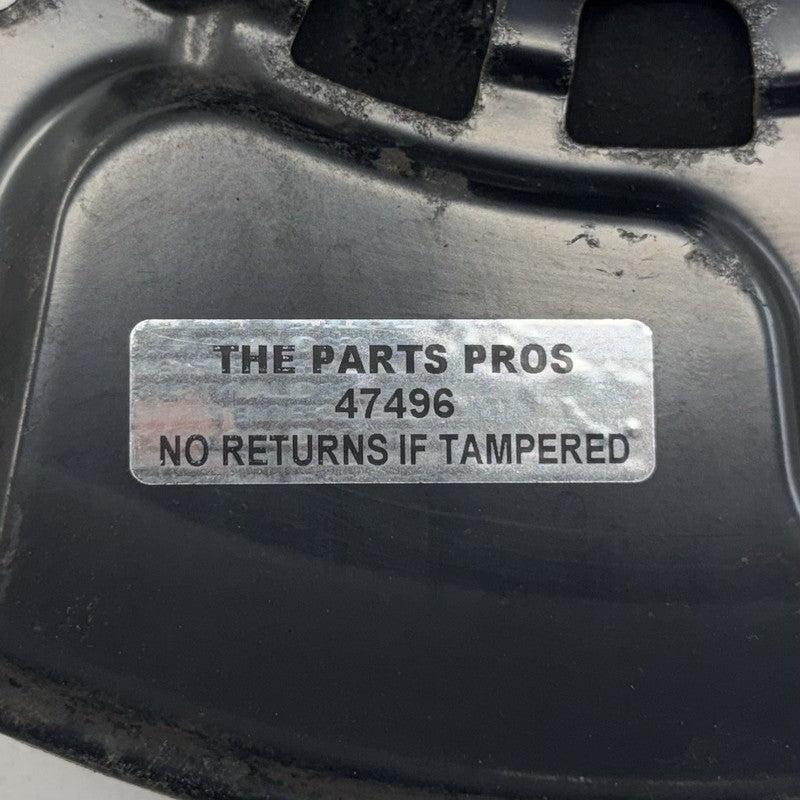 THE PARTS PROS
47496
NO RETURNS IF TAMPERED